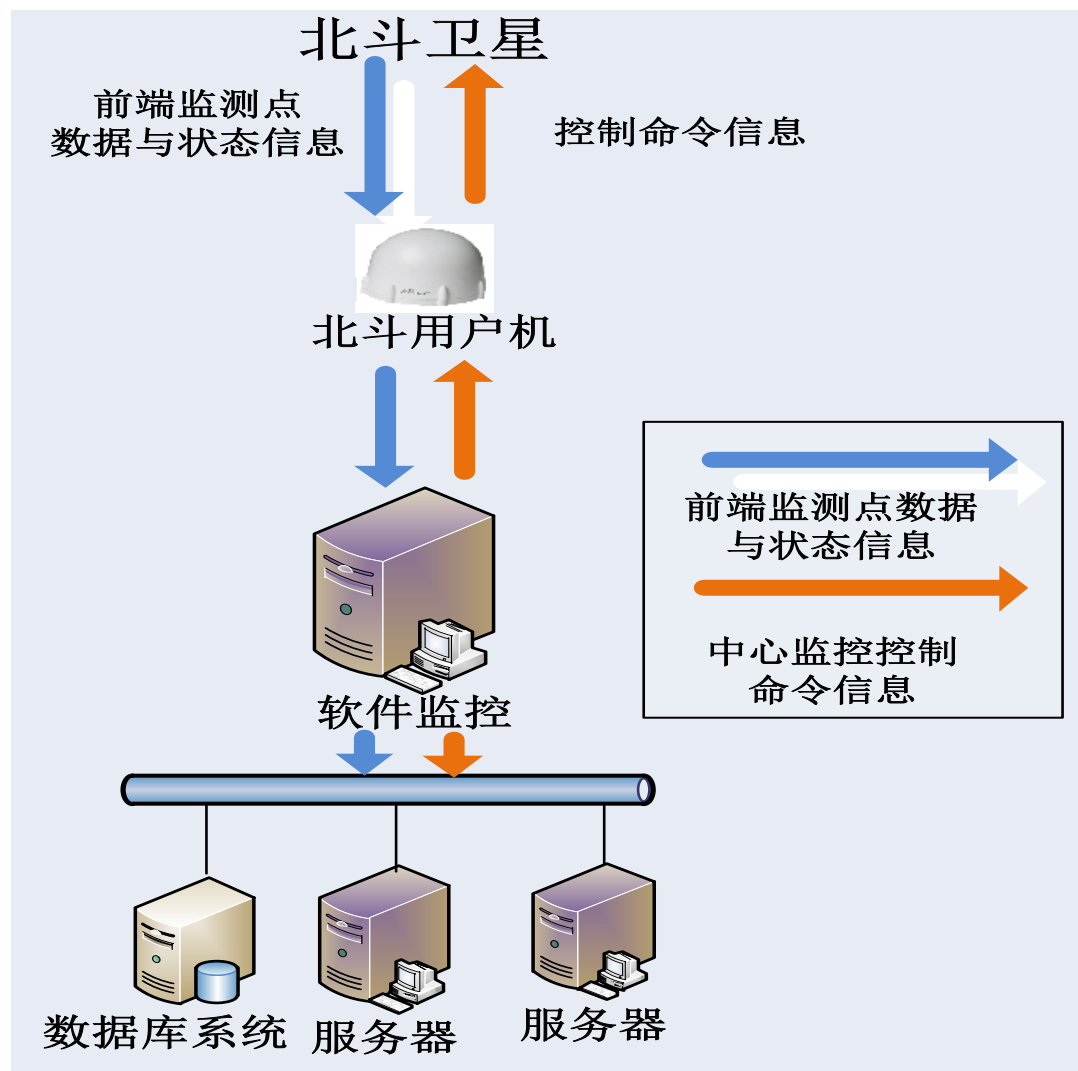 北斗卫星
前端监测点
数据与状态信息
控制命令信息
北斗用户机
前端监测点数据
与状态信息
中心监控控制
命令信息
软件监控
数据库系统
服务器
服务器